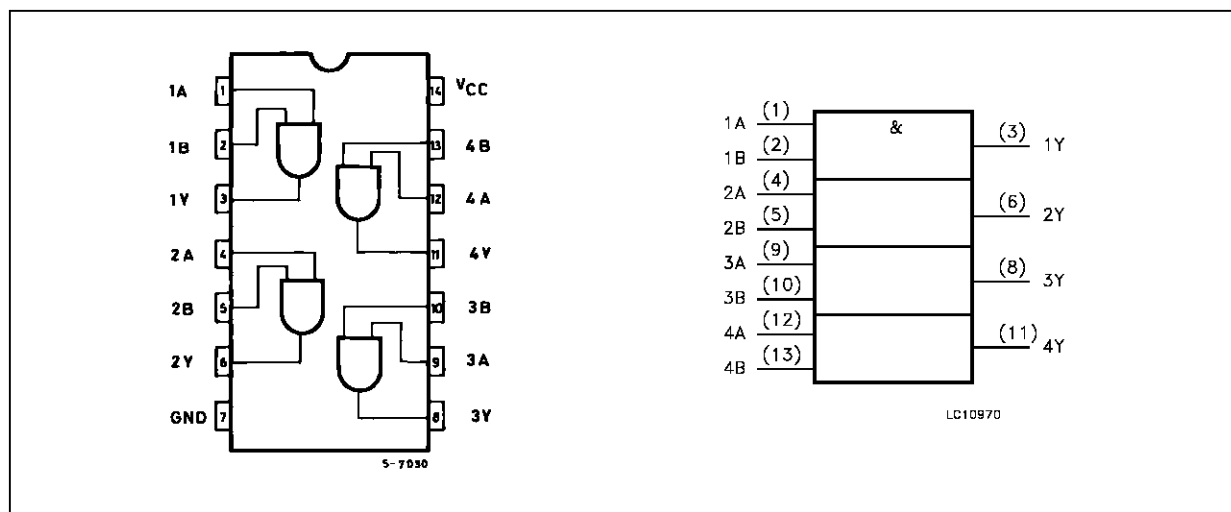 1A 1 14 VCC
1B 2 13 4B
1Y 3 12 4A
2A 4 11 4Y
2B 5 10 3B
2Y 6 9 3A
GND 7 8 3Y
S-7030
&
1A (1)
1B (2)
(3) 1Y
2A (4)
2B (5)
(6) 2Y
3A (9)
3B (10)
(8) 3Y
4A (12)
4B (13)
(11) 4Y
LC10970